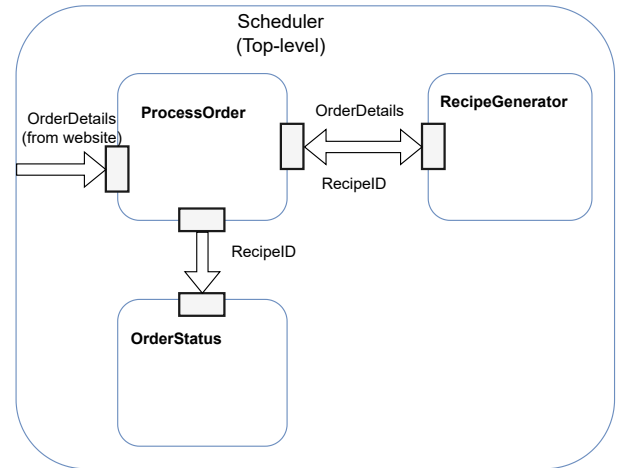 Scheduler
(Top-level)
ProcessOrder
OrderDetails
RecipeGenerator
OrderDetails
(from website)
RecipeID
RecipeID
OrderStatus